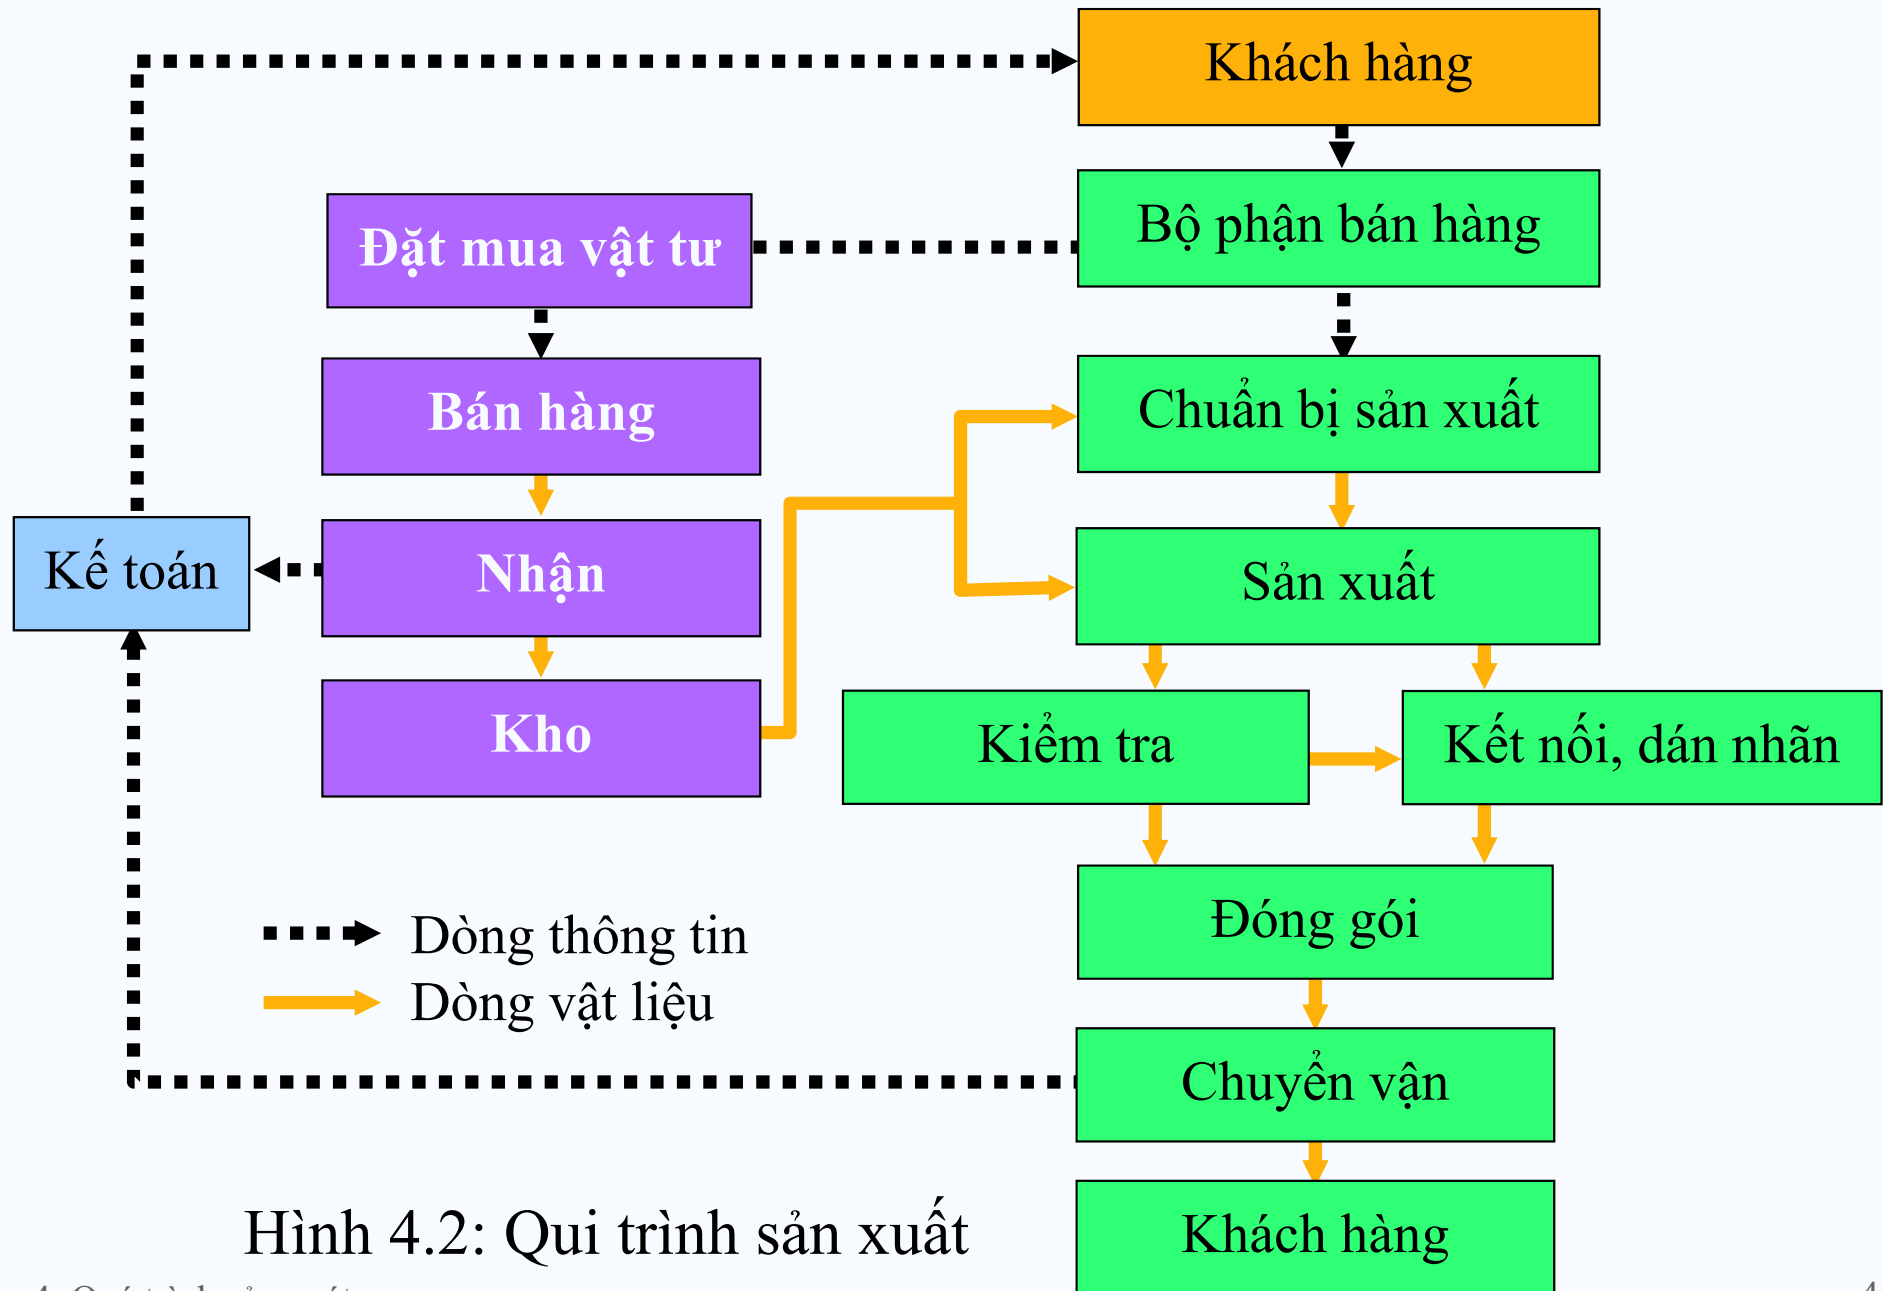 Khách hàng
Bộ phận bán hàng
Đặt mua vật tư
Bán hàng
Chuẩn bị sản xuất
Kế toán
Nhận
Sản xuất
Kho
Kiểm tra
Kết nối, dán nhãn
Đóng gói
Dòng thông tin
Dòng vật liệu
Chuyển vận
Khách hàng
Hình 4.2: Qui trình sản xuất